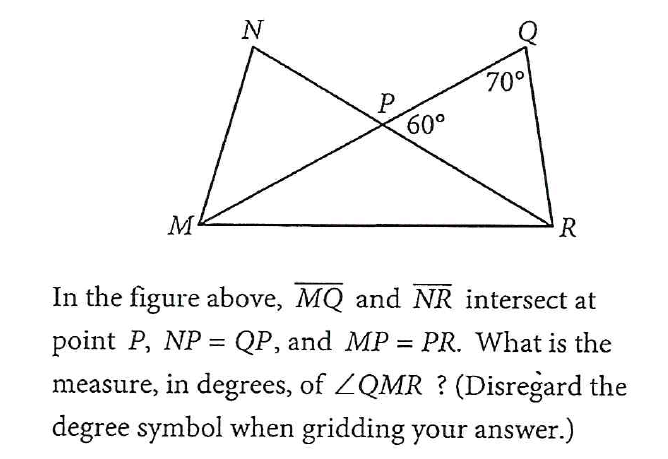 N Q
70°
P
60°
M R
In the figure above, MQ and NR intersect at
point P, NP = QP, and MP = PR. What is the
measure, in degrees, of ∠QMR ? (Disregard the
degree symbol when gridding your answer.)